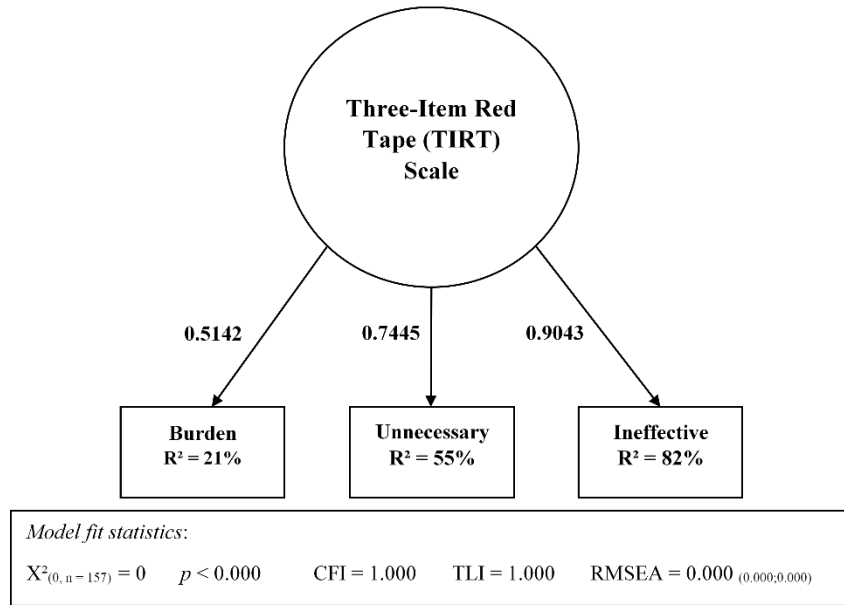 Three-Item Red
Tape (TIRT)
Scale
0.5142
0.7445
0.9043
Burden
R² = 21%
Unnecessary
R² = 55%
Ineffective
R² = 82%
Model fit statistics:
X²(0, n = 157) = 0 p < 0.000 CFI = 1.000 TLI = 1.000 RMSEA = 0.000 (0.000;0.000)